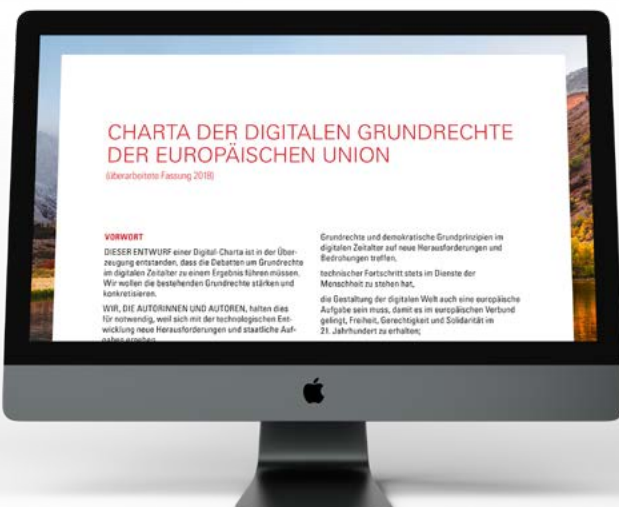 CHARTA DER DIGITALEN GRUNDRECHTE
DER EUROPÄISCHEN UNION
(überarbeitete Fassung 2018)
VORWORT
DIESER ENTWURF einer Digital-Charta ist in der Über-
zeugung entstanden, dass die Debatten um Grundrechte
im digitalen Zeitalter zu einem Ergebnis führen müssen.
Wir wollen die bestehenden Grundrechte stärken und
konkretisieren.
WIR, DIE AUTORINNEN UND AUTOREN, halten dies
für notwendig, weil sich mit der technologischen Ent-
wicklung neue Herausforderungen und staatliche Auf-
gaben ergeben
Grundrechte und demokratische Grundprinzipien im
digitalen Zeitalter auf neue Herausforderungen und
Bedrohungen treffen,
technischer Fortschritt stets im Dienste der
Menschheit zu stehen hat,
die Gestaltung der digitalen Welt auch eine europäische
Aufgabe sein muss, damit es im europäischen Verbund
gelingt, Freiheit, Gerechtigkeit und Solidarität im
21. Jahrhundert zu erhalten;